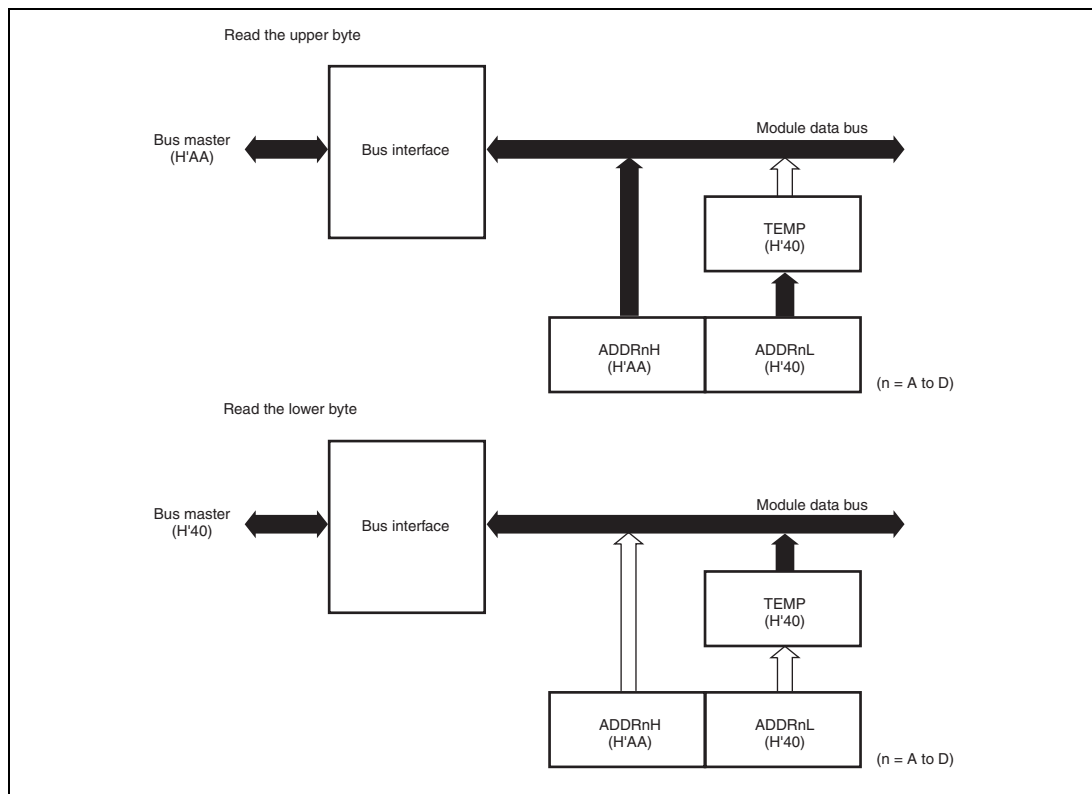 Read the upper byte
Bus master
(H'AA)
Bus interface
Module data bus
TEMP
(H'40)
ADDRnH
(H'AA)
ADDRnL
(H'40)
(n = A to D)
Read the lower byte
Bus master
(H'40)
Bus interface
Module data bus
TEMP
(H'40)
ADDRnH
(H'AA)
ADDRnL
(H'40)
(n = A to D)